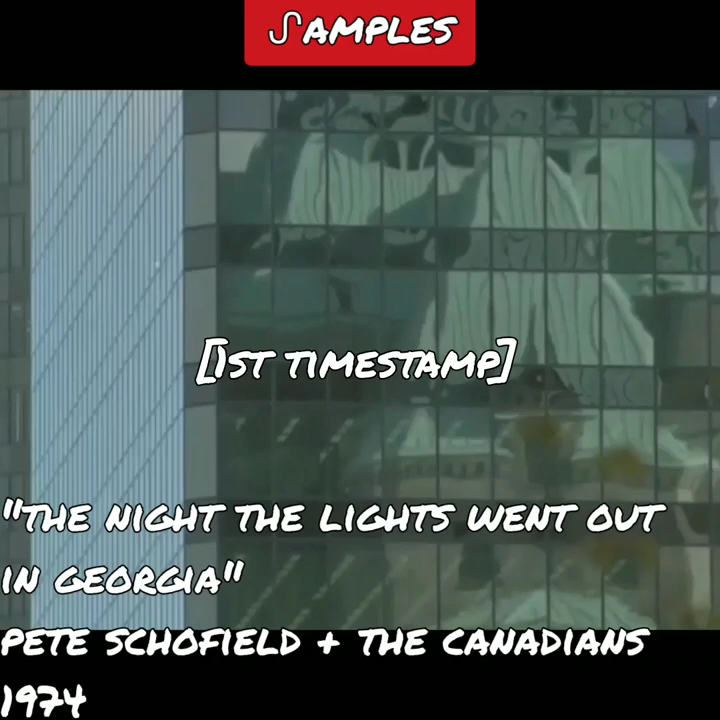 SAMPLES
[1ST TIMESTAMP]
"THE NIGHT THE LIGHTS WENT OUT
IN GEORGIA"
PETE SCHOFIELD + THE CANADIANS
1974